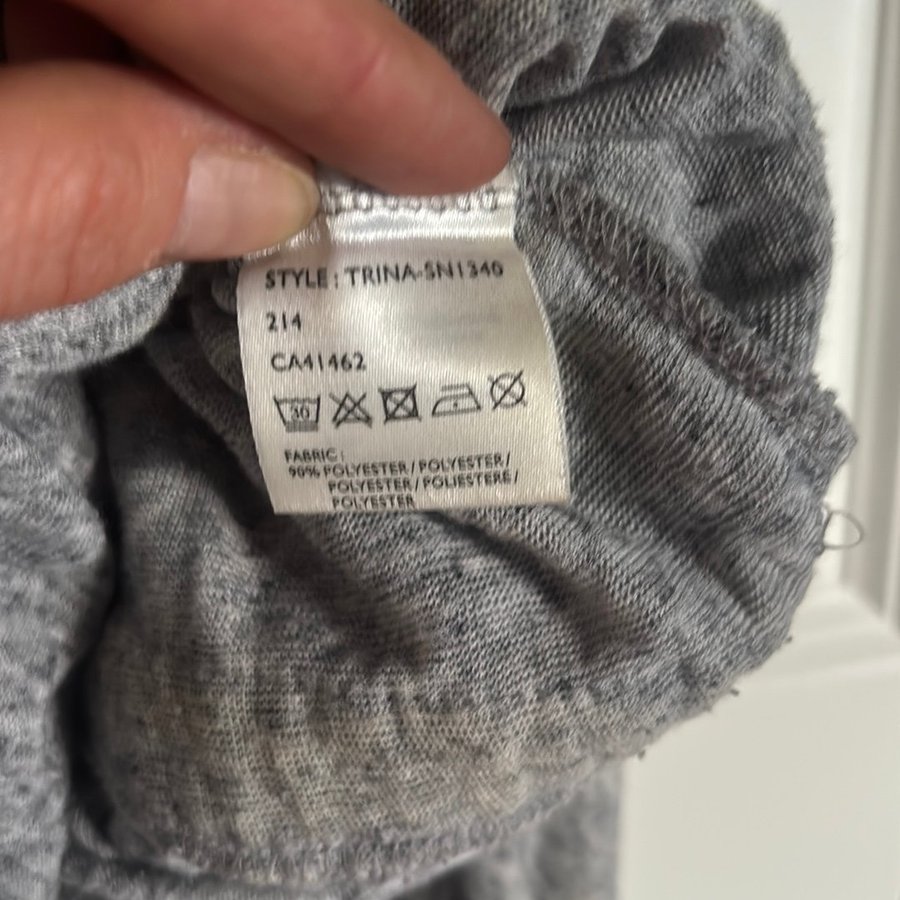 STYLE : TRINA-SN1340
214
CA41462
30
FABRIC :
90% POLYESTER / POLYESTER /
POLYESTER / POLIESTERE /
POLYESTER